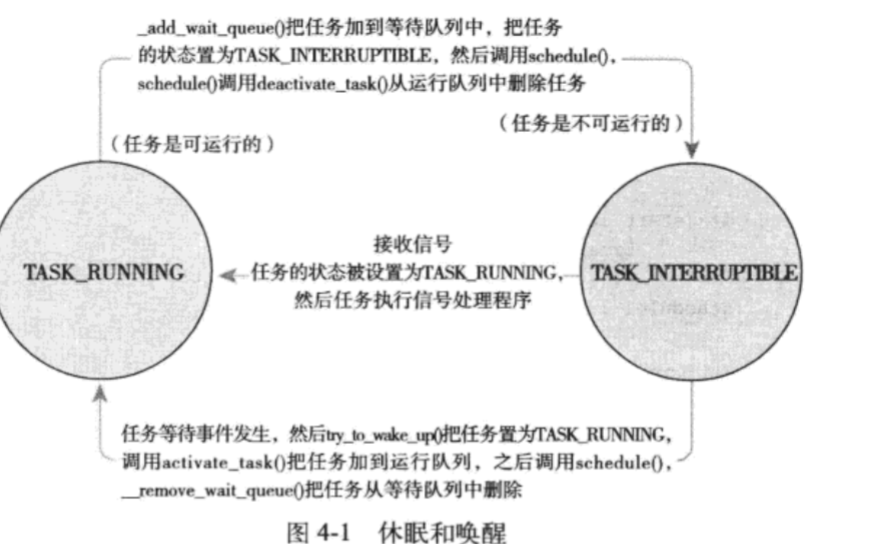 _add_wait_queue()把任务加到等待队列中，把任务
的状态置为TASK_INTERRUPTIBLE，然后调用schedule()，
schedule()调用deactivate_task()从运行队列中删除任务
（任务是不可运行的）
（任务是可运行的）
接收信号
TASK_RUNNING
任务的状态被设置为TASK_RUNNING，
TASK_INTERRUPTIBLE
然后任务执行信号处理程序
任务等待事件发生，然后try_to_wake_up()把任务置为TASK_RUNNING，
调用activate_task()把任务加到运行队列，之后调用schedule()，
__remove_wait_queue()把任务从等待队列中删除
图 4-1 休眠和唤醒